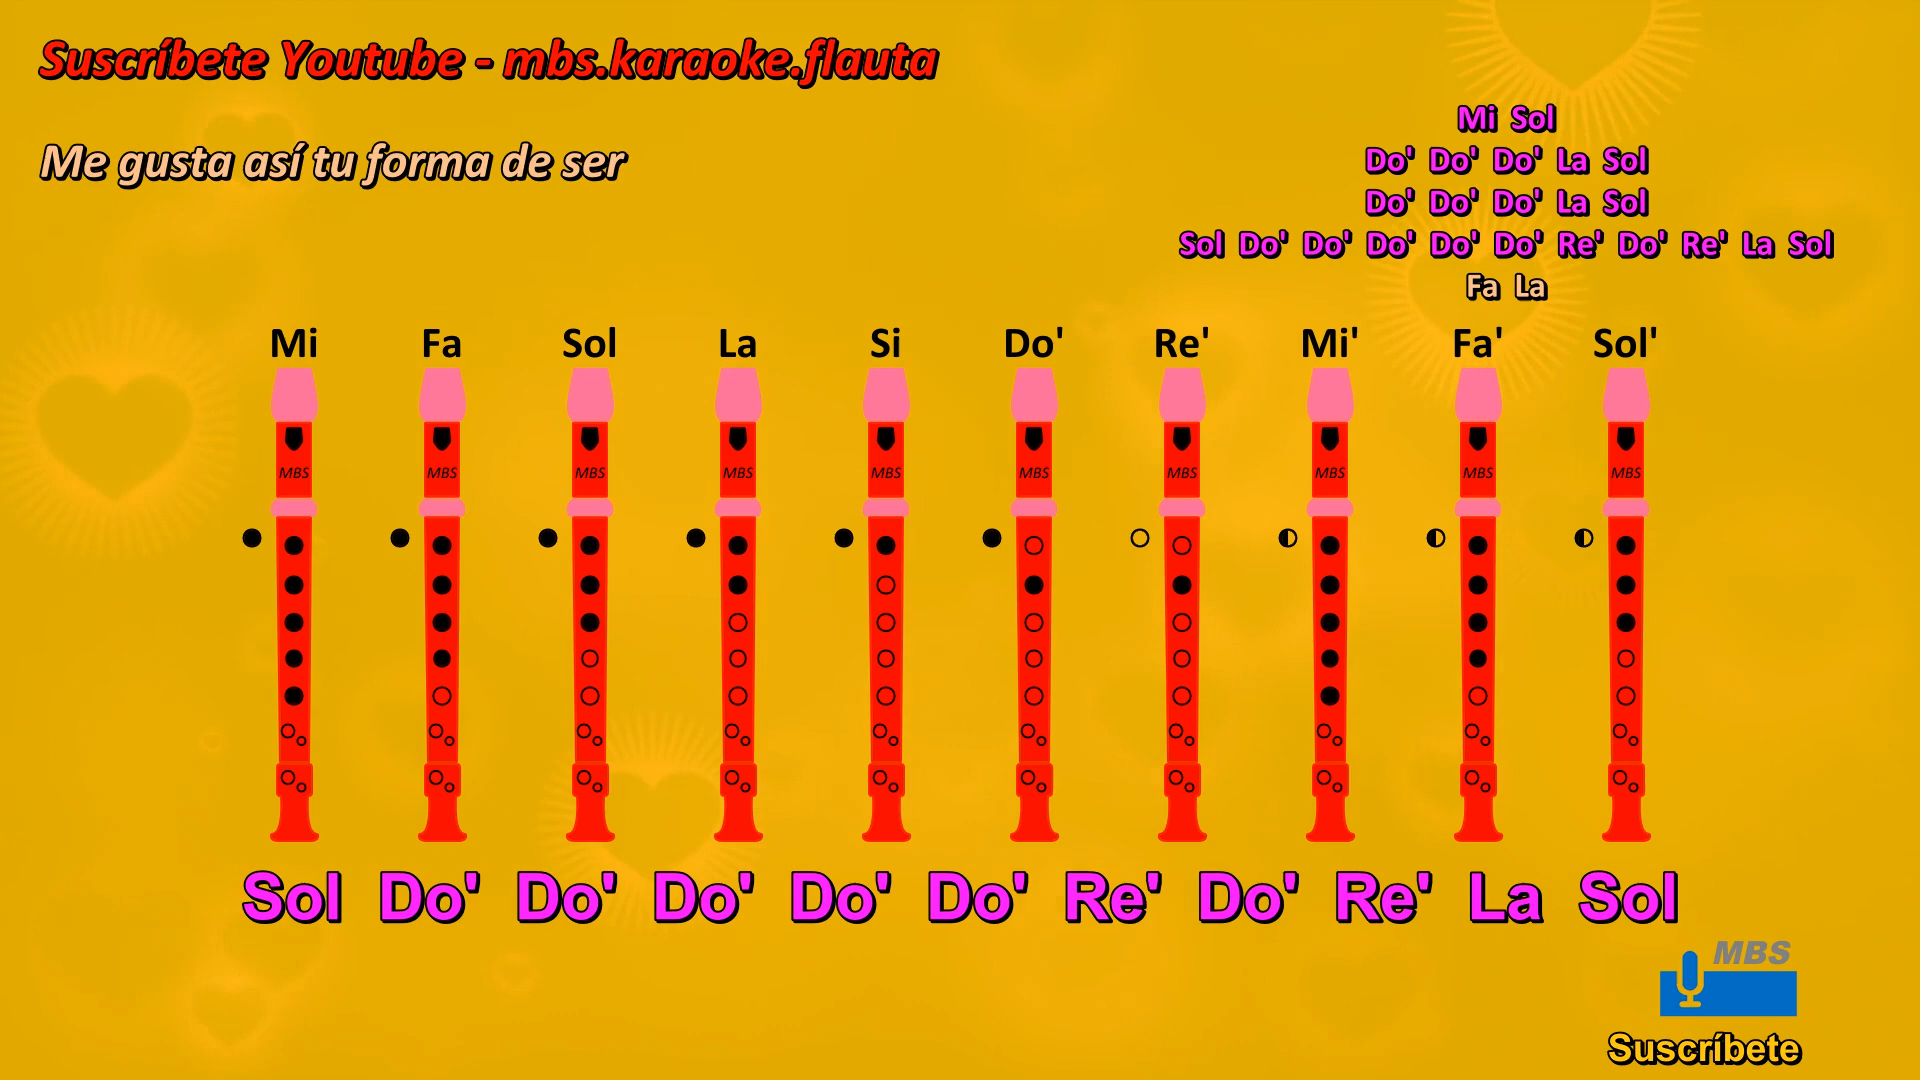 Suscríbete Youtube - mbs.karaoke.flauta
Me gusta así tu forma de ser
Mi Sol
Do' Do' Do' La Sol
Do' Do' Do' La Sol
Sol Do' Do' Do' Do' Do' Re' Do' Re' La Sol
Fa La
Mi Fa Sol La Si Do' Re' Mi' Fa' Sol'
MBS MBS MBS MBS MBS MBS MBS MBS MBS MBS
Sol Do' Do' Do' Do' Do' Re' Do' Re' La Sol
MBS
Suscríbete